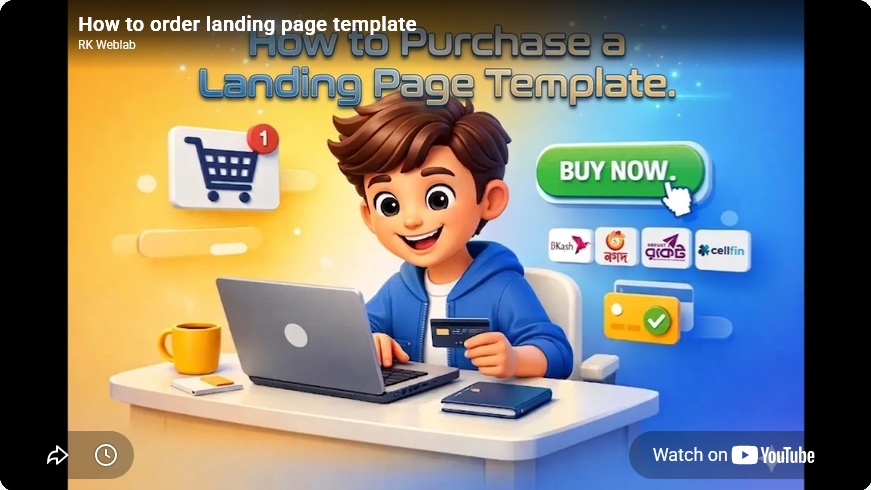 How to order landing page template
RK Weblab
How to Purchase a
Landing Page Template.
1
BUY NOW.
bKash
নগদ
রকেট
cellfin
Watch on YouTube